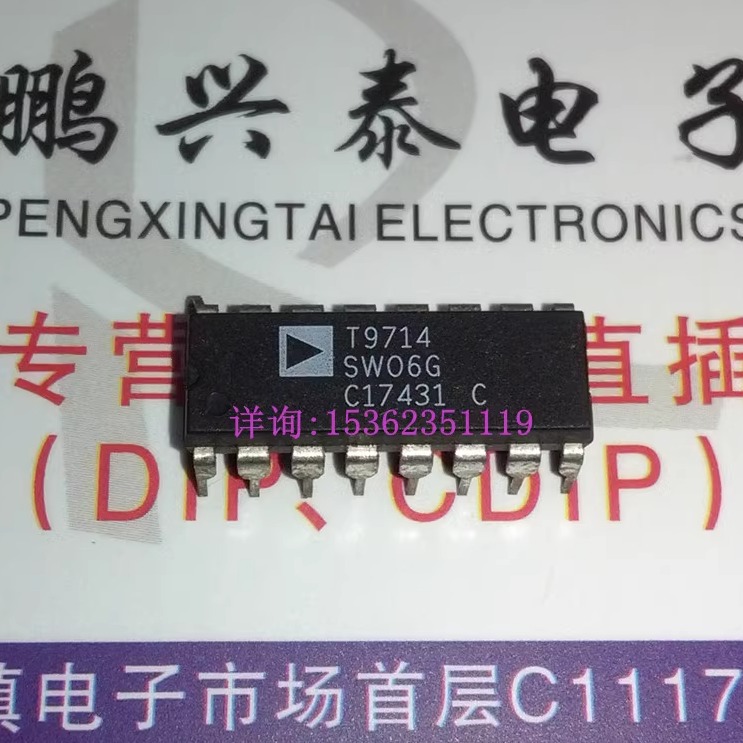 鹏兴泰电子
PENGXINGTAI ELECTRONICS
专营 直插
T9714
SW06G
C17431 C
详询:15362351119
(DIP、CDIP)
镇电子市场首层C1117